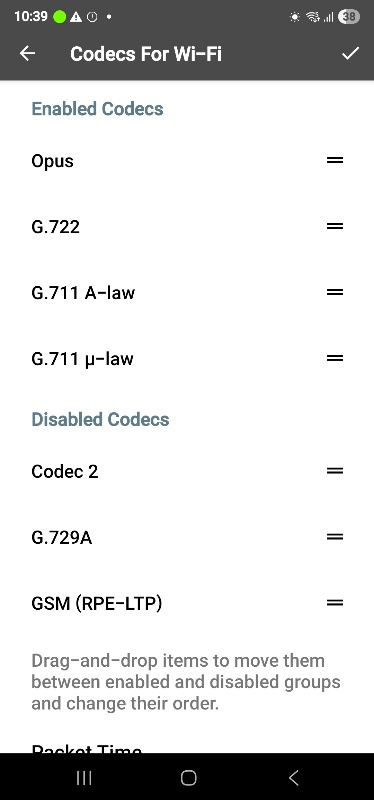 10:39
38
Codecs For Wi-Fi
Enabled Codecs
Opus
G.722
G.711 A-law
G.711 µ-law
Disabled Codecs
Codec 2
G.729A
GSM (RPE-LTP)
Drag-and-drop items to move them
between enabled and disabled groups
and change their order.
Packet Time